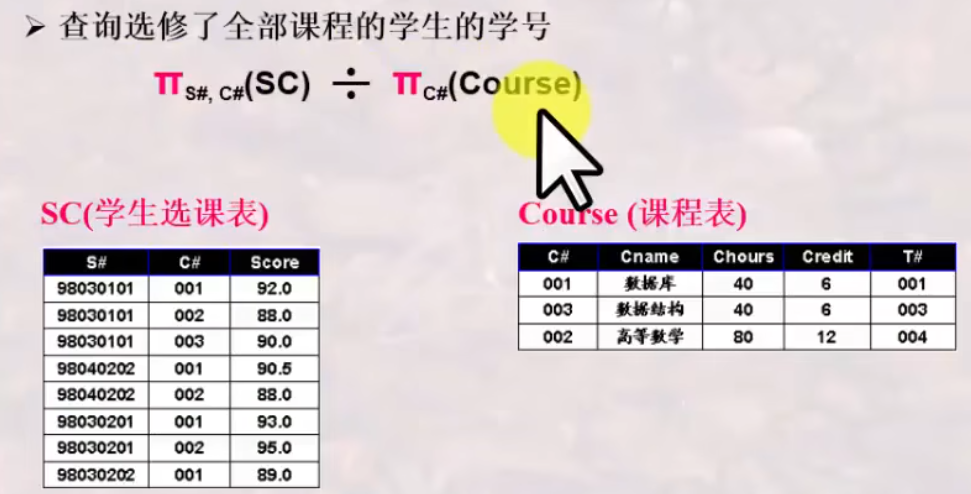 ➢ 查询选修了全部课程的学生的学号
π S#, C#(SC) ÷ π C#(Course)
SC(学生选课表)
S# C# Score
98030101 001 92.0
98030101 002 88.0
98030101 003 90.0
98040202 001 90.5
98040202 002 88.0
98030201 001 93.0
98030201 002 95.0
98030202 001 89.0
Course (课程表)
C# Cname Chours Credit T#
001 数据库 40 6 001
003 数据结构 40 6 003
002 高等数学 80 12 004